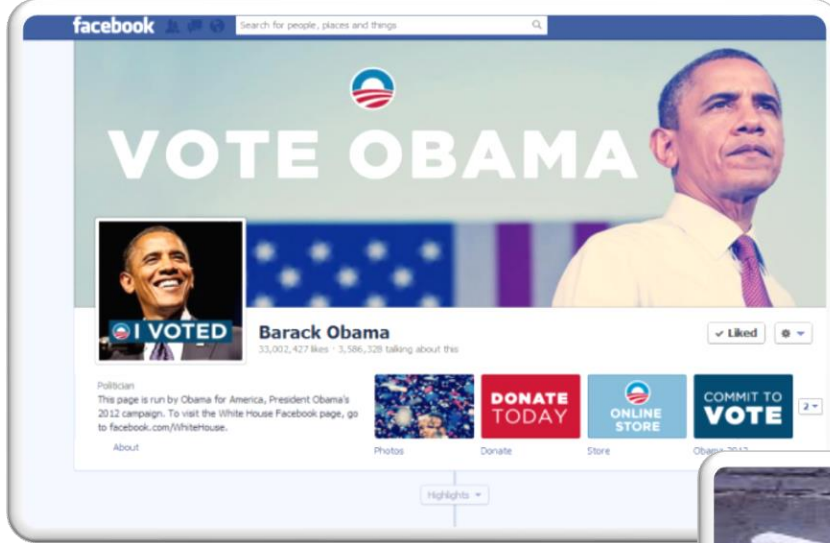 facebook
Search for people, places and things
VOTE OBAMA
I VOTED
Barack Obama
33,002,427 likes · 3,586,328 talking about this
Liked
Politician
This page is run by Obama for America, President Obama's
2012 campaign. To visit the White House Facebook page, go
to facebook.com/WhiteHouse.
About
DONATE
TODAY
ONLINE
STORE
COMMIT TO
VOTE
2
Photos
Donate
Store
Obama 2012
Highlights